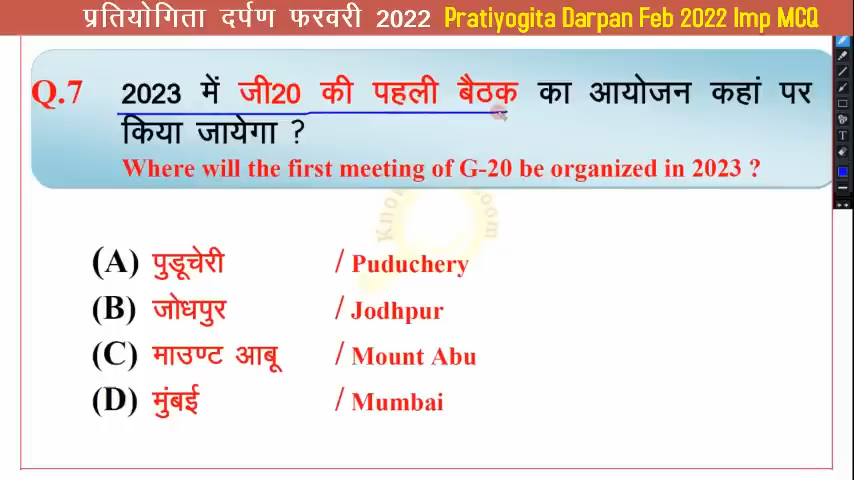 प्रतियोगिता दर्पण फरवरी 2022 Pratiyogita Darpan Feb 2022 Imp MCQ
Q.7 2023 में जी20 की पहली बैठक का आयोजन कहां पर
किया जायेगा ?
Where will the first meeting of G-20 be organized in 2023 ?
(A) पुडूचेरी / Puduchery
(B) जोधपुर / Jodhpur
(C) माउण्ट आबू / Mount Abu
(D) मुंबई / Mumbai